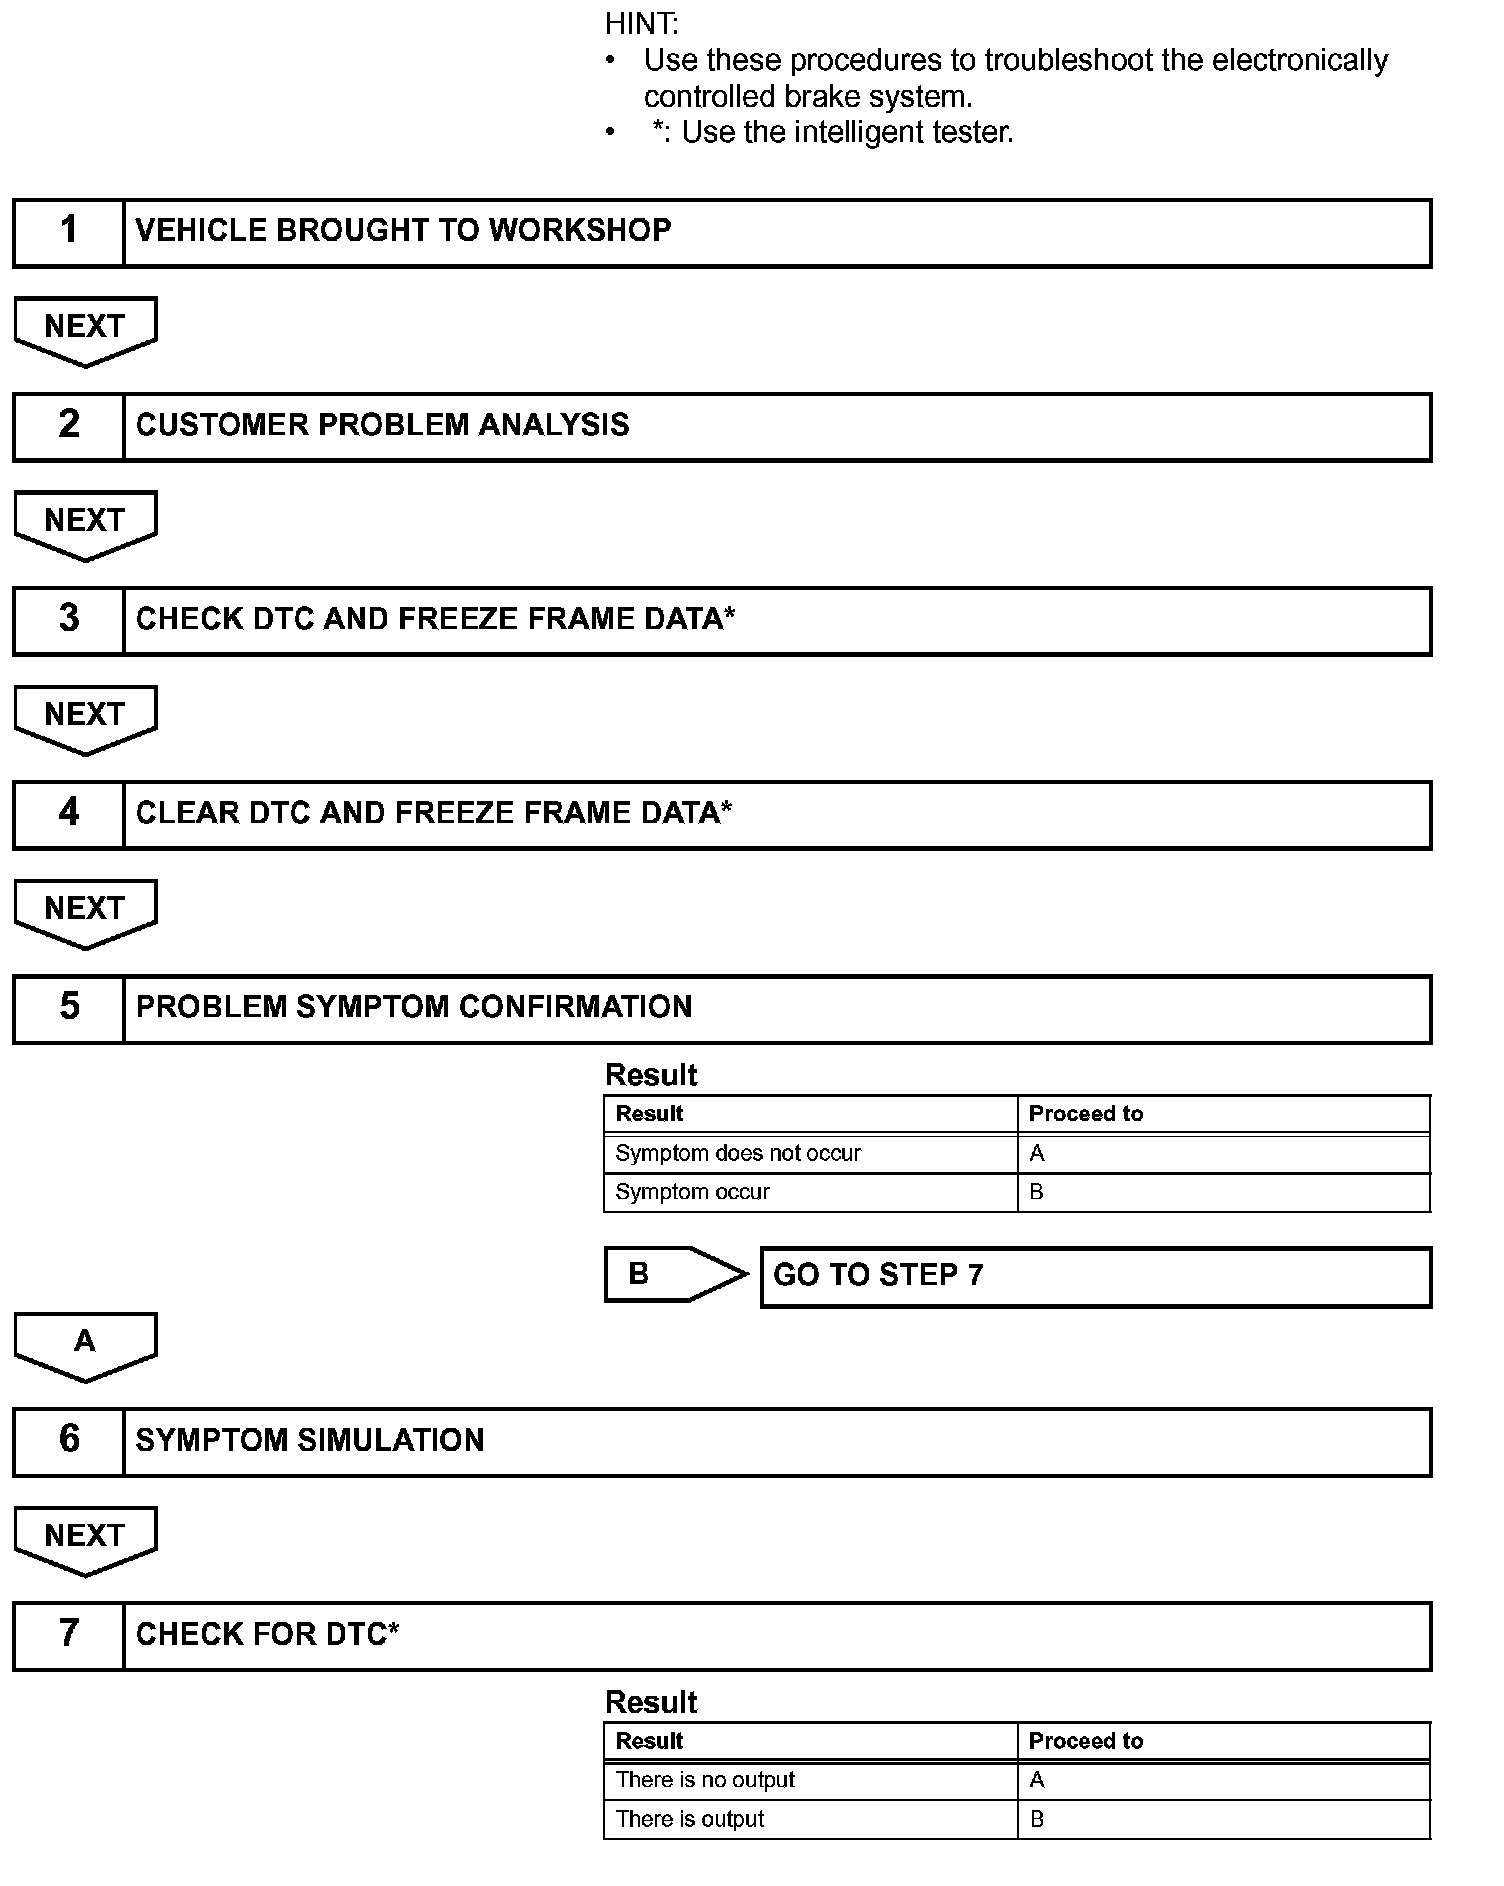 HINT:
• Use these procedures to troubleshoot the electronically
controlled brake system.
• *: Use the intelligent tester.
1 VEHICLE BROUGHT TO WORKSHOP
NEXT
2 CUSTOMER PROBLEM ANALYSIS
NEXT
3 CHECK DTC AND FREEZE FRAME DATA*
NEXT
4 CLEAR DTC AND FREEZE FRAME DATA*
NEXT
5 PROBLEM SYMPTOM CONFIRMATION
Result
Result Proceed to
Symptom does not occur A
Symptom occur B
B GO TO STEP 7
A
6 SYMPTOM SIMULATION
NEXT
7 CHECK FOR DTC*
Result
Result Proceed to
There is no output A
There is output B